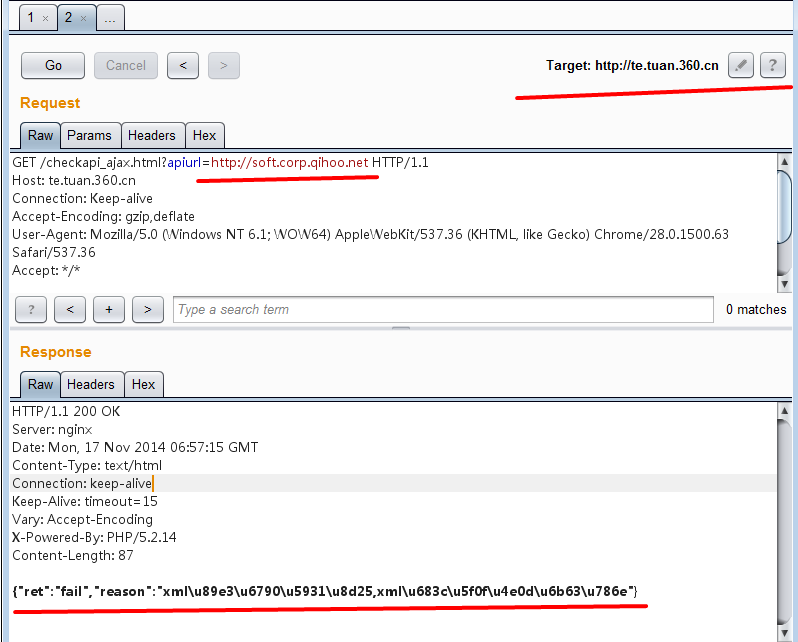 1 × 2 × ...
Go Cancel < > Target: http://te.tuan.360.cn ?
Request
Raw Params Headers Hex
GET /checkapi_ajax.html?apiurl=http://soft.corp.qihoo.net HTTP/1.1
Host: te.tuan.360.cn
Connection: Keep-alive
Accept-Encoding: gzip,deflate
User-Agent: Mozilla/5.0 (Windows NT 6.1; WOW64) AppleWebKit/537.36 (KHTML, like Gecko) Chrome/28.0.1500.63
Safari/537.36
Accept: */*
? < + > Type a search term 0 matches
Response
Raw Headers Hex
HTTP/1.1 200 OK
Server: nginx
Date: Mon, 17 Nov 2014 06:57:15 GMT
Content-Type: text/html
Connection: keep-alive
Keep-Alive: timeout=15
Vary: Accept-Encoding
X-Powered-By: PHP/5.2.14
Content-Length: 87
{"ret":"fail","reason":"xml\u89e3\u6790\u5931\u8d25,xml\u683c\u5f0f\u4e0d\u6b63\u786e"}